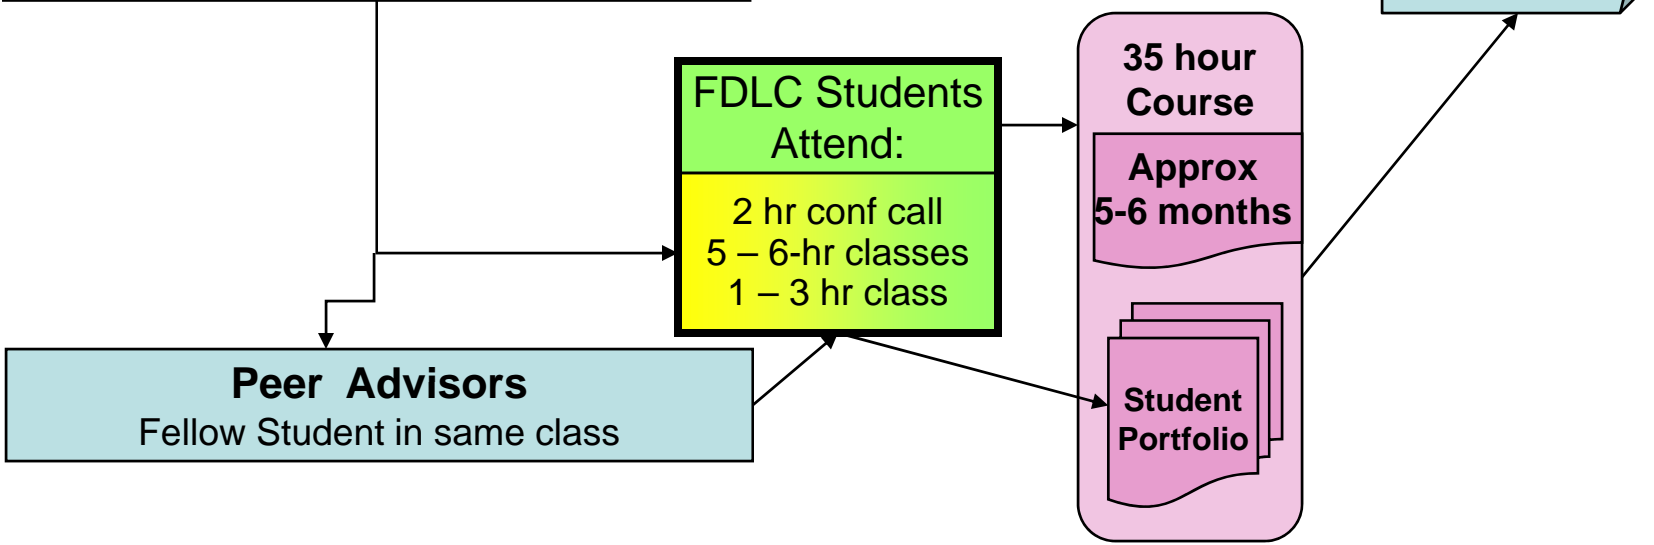 FDLC Students
Attend:
2 hr conf call
5 – 6-hr classes
1 – 3 hr class
35 hour
Course
Approx
5-6 months
Student
Portfolio
Peer Advisors
Fellow Student in same class